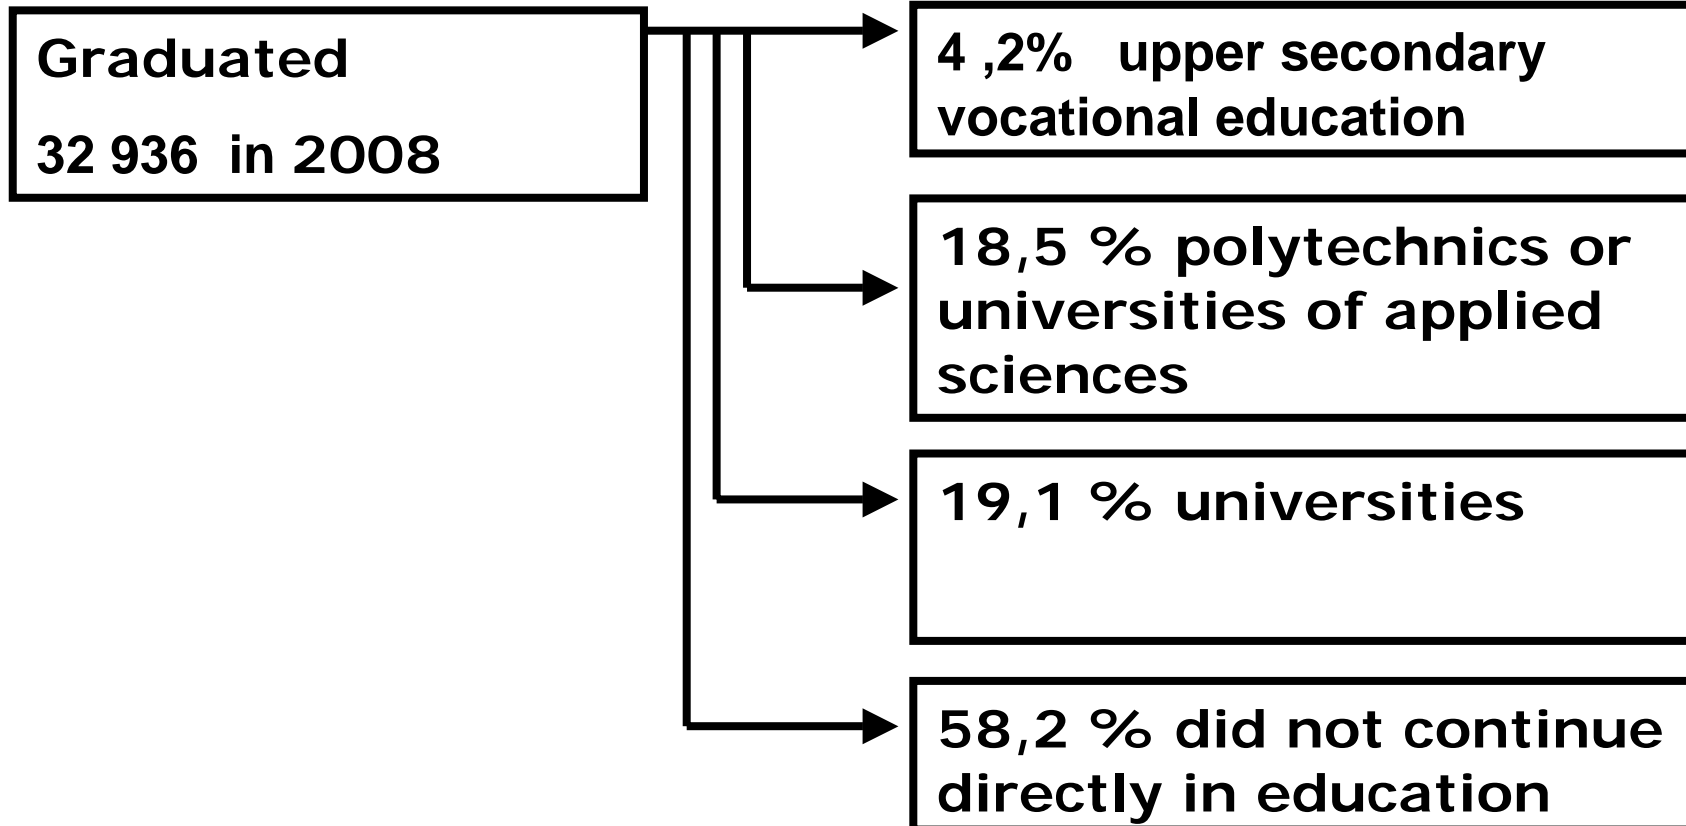 Graduated
32 936 in 2008
4 ,2% upper secondary
vocational education
18,5 % polytechnics or
universities of applied
sciences
19,1 % universities
58,2 % did not continue
directly in education